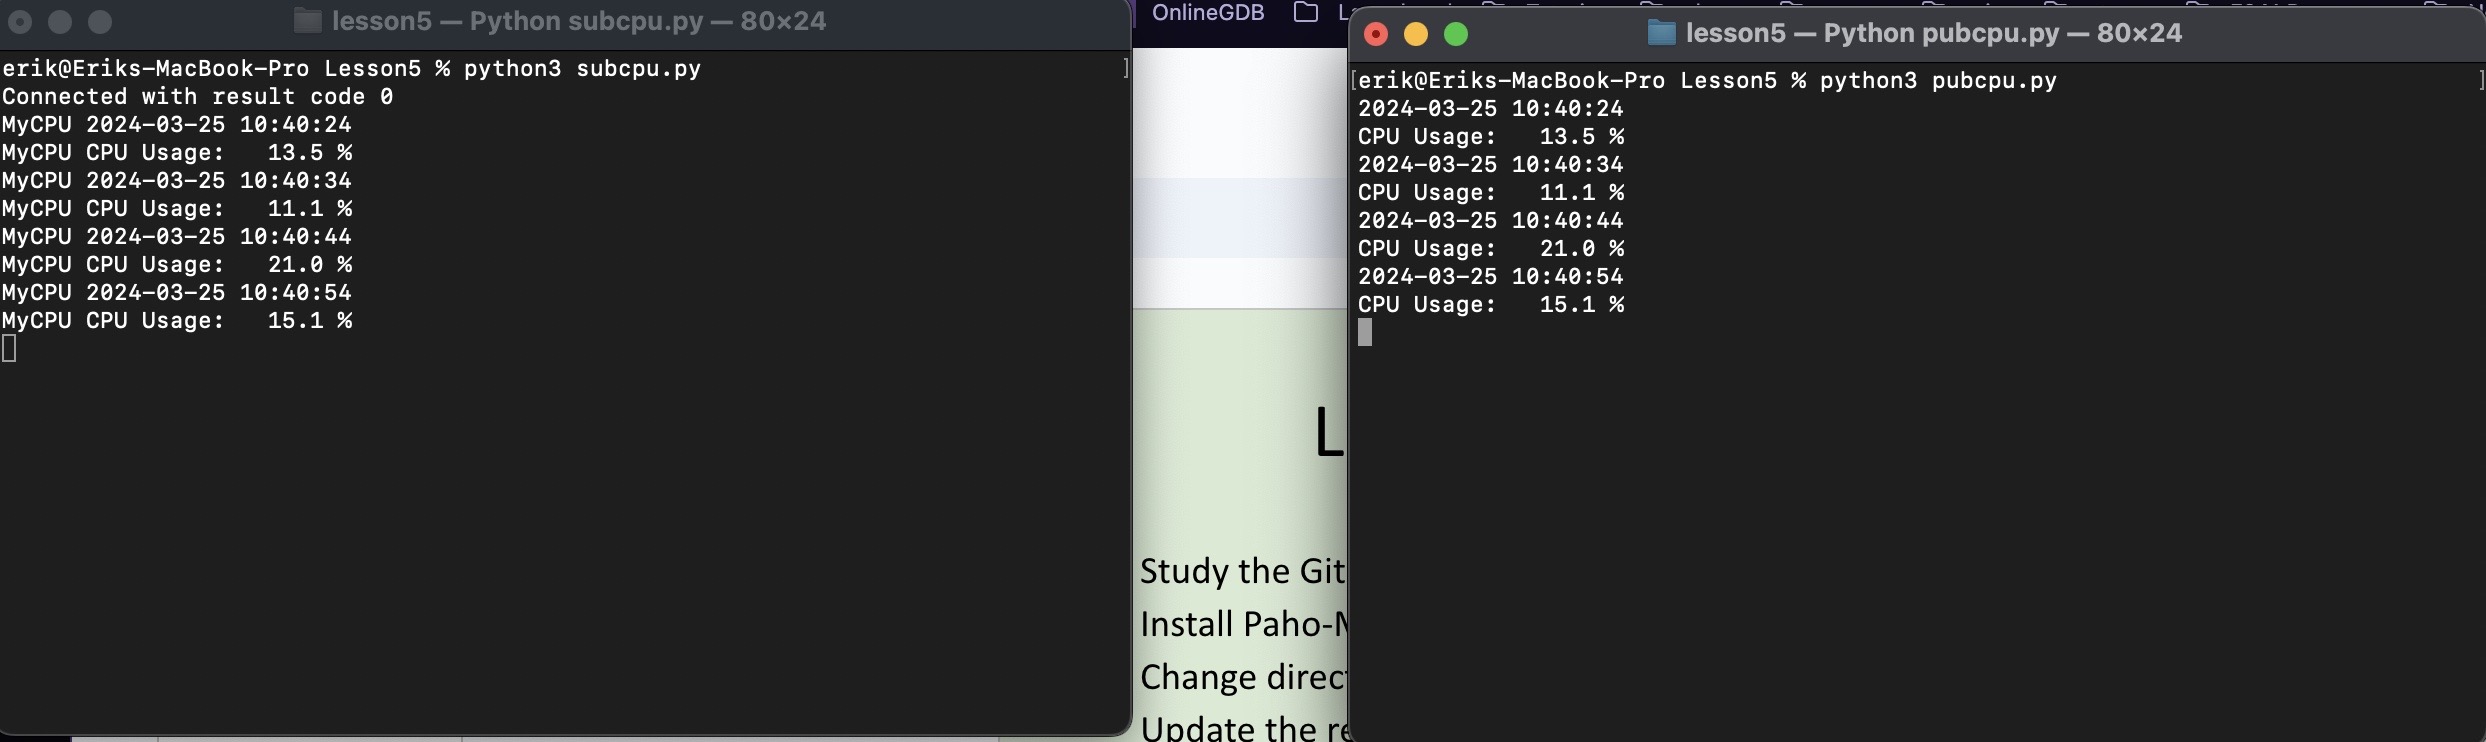 lesson5 — Python subcpu.py — 80×24
erik@Eriks-MacBook-Pro Lesson5 % python3 subcpu.py
Connected with result code 0
MyCPU 2024-03-25 10:40:24
MyCPU CPU Usage:   13.5 %
MyCPU 2024-03-25 10:40:34
MyCPU CPU Usage:   11.1 %
MyCPU 2024-03-25 10:40:44
MyCPU CPU Usage:   21.0 %
MyCPU 2024-03-25 10:40:54
MyCPU CPU Usage:   15.1 %
OnlineGDB
L
Study the Git
Install Paho-M
Change direct
Update the re
lesson5 — Python pubcpu.py — 80×24
[erik@Eriks-MacBook-Pro Lesson5 % python3 pubcpu.py
2024-03-25 10:40:24
CPU Usage:   13.5 %
2024-03-25 10:40:34
CPU Usage:   11.1 %
2024-03-25 10:40:44
CPU Usage:   21.0 %
2024-03-25 10:40:54
CPU Usage:   15.1 %